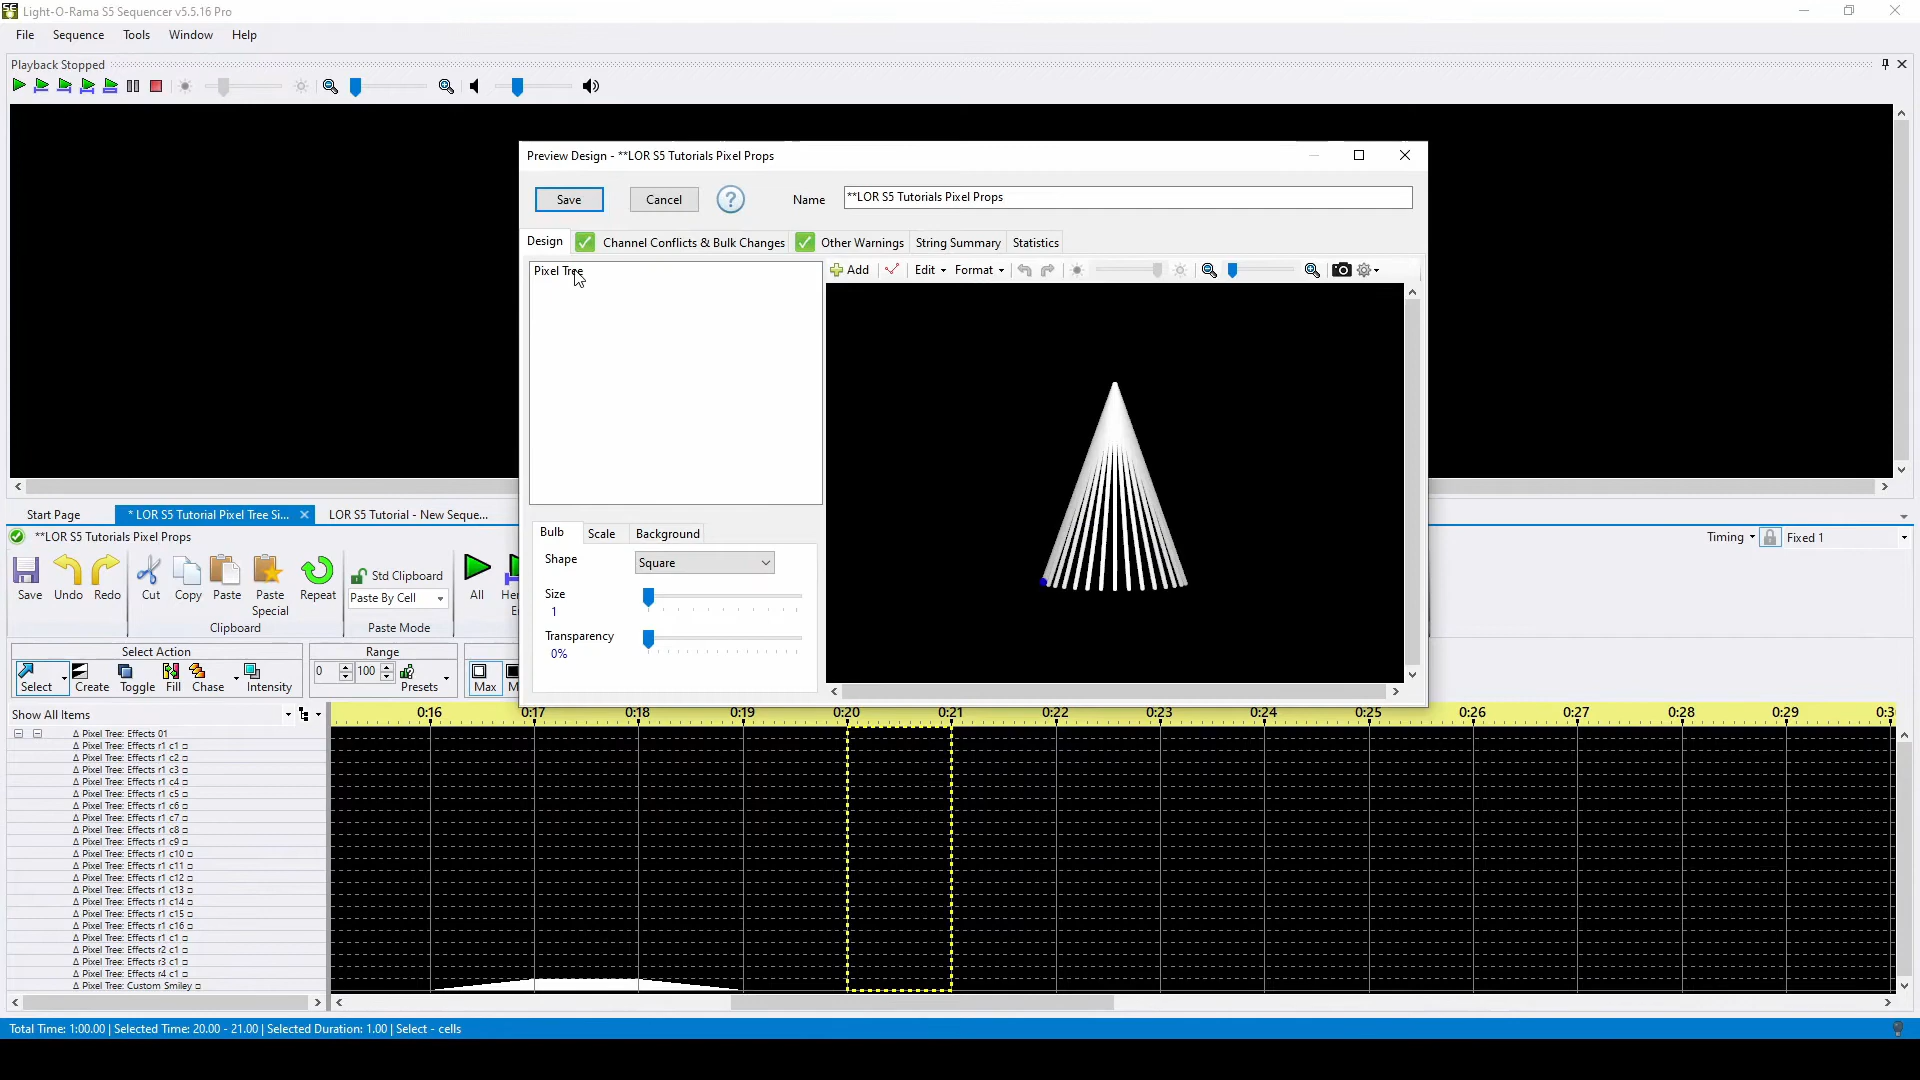 Light-O-Rama S5 Sequencer v5.5.16 Pro
File Sequence Tools Window Help
Playback Stopped
Preview Design - **LOR S5 Tutorials Pixel Props
Save Cancel ? Name **LOR S5 Tutorials Pixel Props
Design Channel Conflicts & Bulk Changes Other Warnings String Summary Statistics
Pixel Tree
Add Edit Format
Start Page * LOR S5 Tutorial Pixel Tree Si... LOR S5 Tutorial - New Seque...
Bulb Scale Background
**LOR S5 Tutorials Pixel Props
Timing Fixed 1
Shape Square
Size
1
Transparency
0%
Save Undo Redo Cut Copy Paste Paste Special Repeat
Std Clipboard
Paste By Cell
All
Clipboard Paste Mode
Select Action Range
0 100
Select Create Toggle Fill Chase Intensity Presets Max
Show All Items
0:16 0:17 0:18 0:19 0:20 0:21 0:22 0:23 0:24 0:25 0:26 0:27 0:28 0:29 0:3
Pixel Tree: Effects 01
Pixel Tree: Effects r1 c1
Pixel Tree: Effects r1 c2
Pixel Tree: Effects r1 c3
Pixel Tree: Effects r1 c4
Pixel Tree: Effects r1 c5
Pixel Tree: Effects r1 c6
Pixel Tree: Effects r1 c7
Pixel Tree: Effects r1 c8
Pixel Tree: Effects r1 c9
Pixel Tree: Effects r1 c10
Pixel Tree: Effects r1 c11
Pixel Tree: Effects r1 c12
Pixel Tree: Effects r1 c13
Pixel Tree: Effects r1 c14
Pixel Tree: Effects r1 c15
Pixel Tree: Effects r1 c16
Pixel Tree: Effects r1 c1
Pixel Tree: Effects r2 c1
Pixel Tree: Effects r3 c1
Pixel Tree: Effects r4 c1
Pixel Tree: Custom Smiley
Total Time: 1:00.00 | Selected Time: 20.00 - 21.00 | Selected Duration: 1.00 | Select - cells